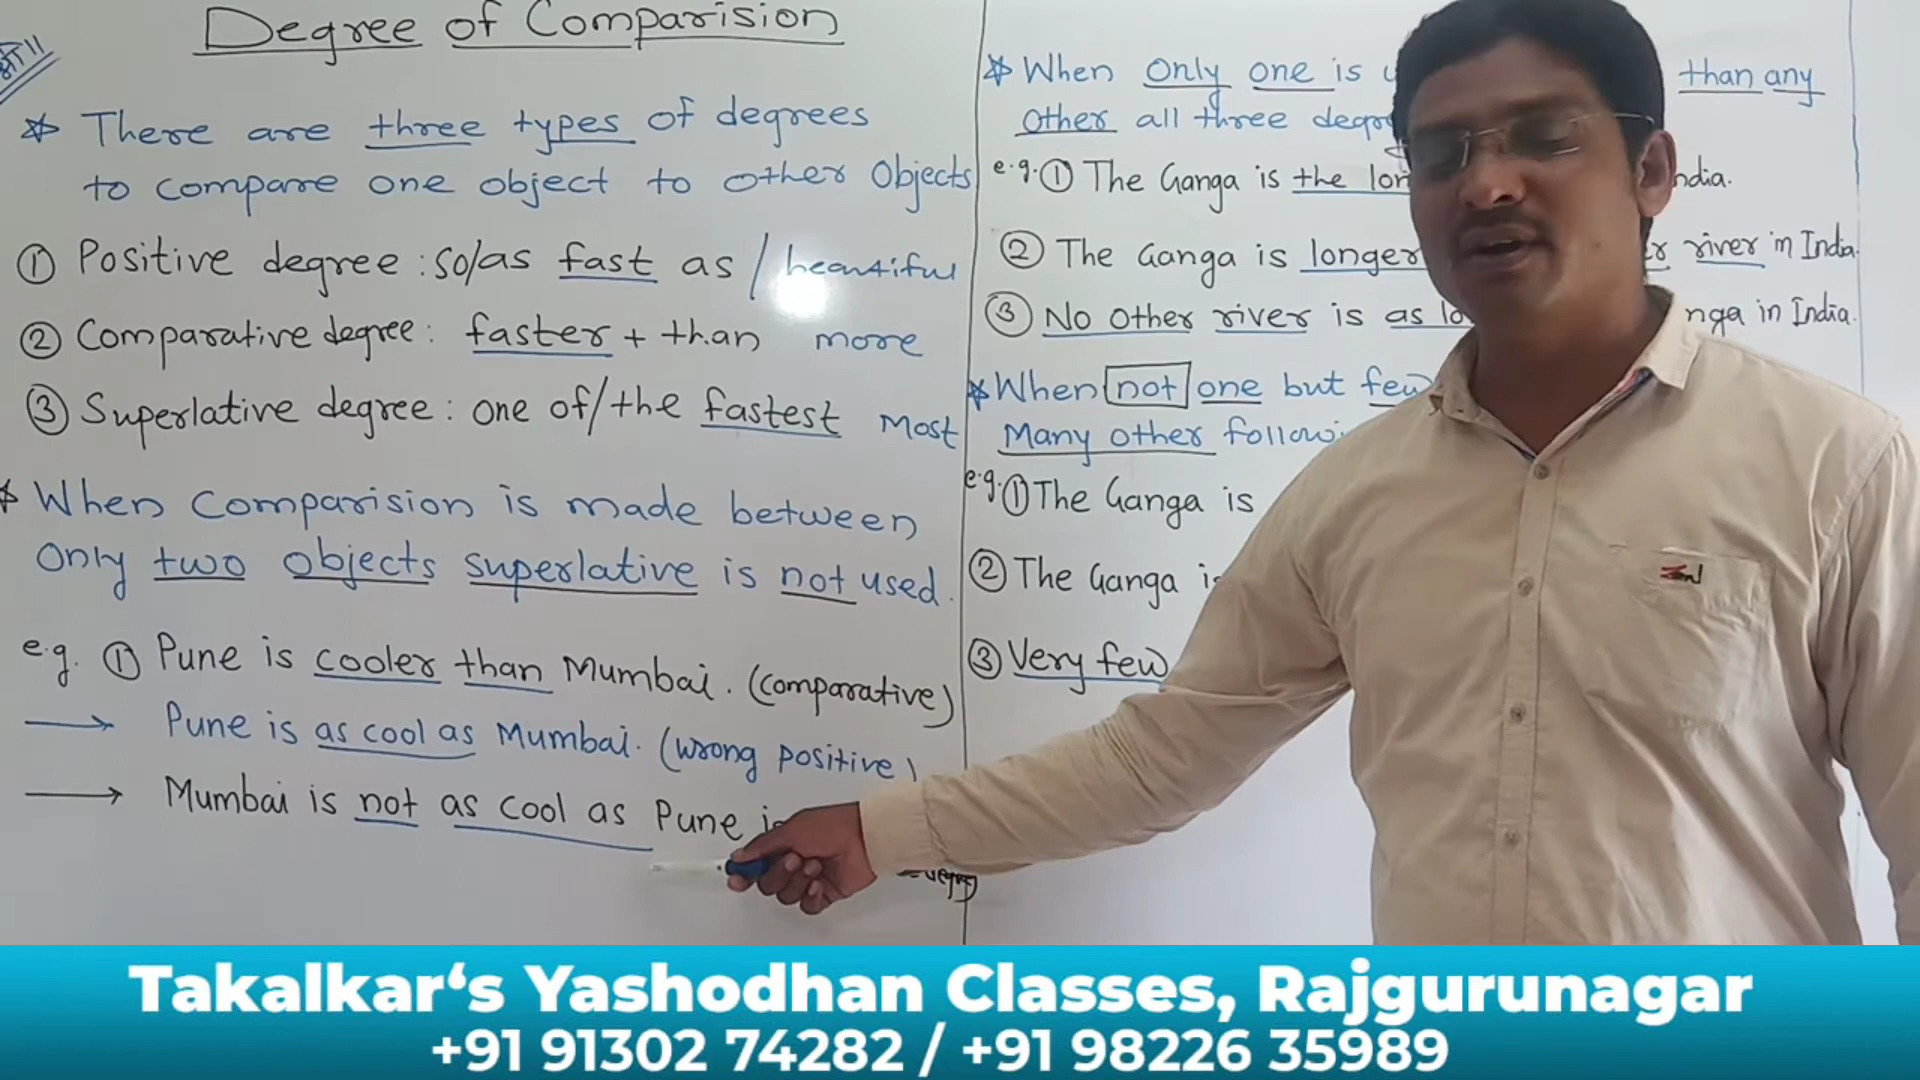 Degree of Comparision
✩ There are three types of degrees
to compare one object to other Objects
① Positive degree : so/as fast as / beautiful
② Comparative degree : faster + than more
③ Superlative degree : one of/the fastest Most
✩ When Comparision is made between
Only two objects superlative is not used.
e.g. ① Pune is cooler than Mumbai. (comparative)
→ Pune is as cool as Mumbai. (wrong positive)
→ Mumbai is not as cool as Pune is
✩ When only one is than any
other all three degre
e.g. ① The Ganga is the lon ndia.
② The Ganga is longer river in India.
③ No other river is as lo nga in India.
✩ When not one but few
Many other follow
e.g. ① The Ganga is
② The Ganga is
③ Very few
Takalkar‘s Yashodhan Classes, Rajgurunagar
+91 91302 74282 / +91 98226 35989